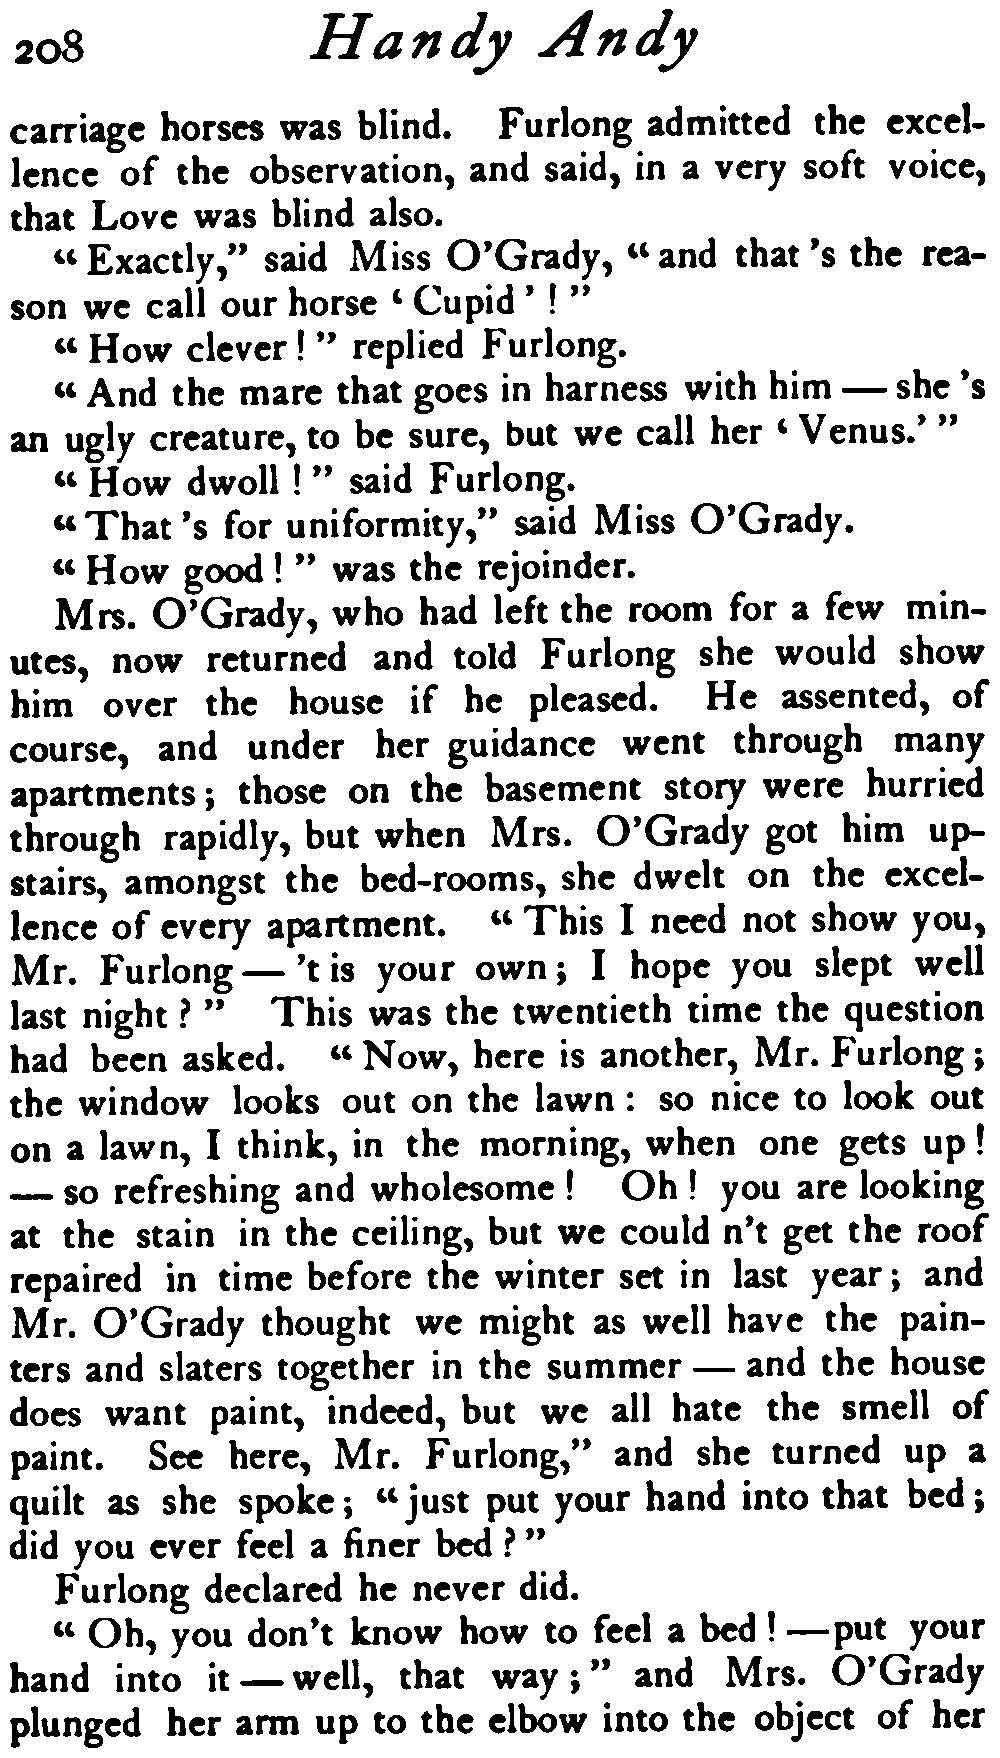 208 Handy Andy
carriage horses was blind. Furlong admitted the excel-
lence of the observation, and said, in a very soft voice,
that Love was blind also.
“Exactly,” said Miss O'Grady, “and that 's the rea-
son we call our horse ‘Cupid’!”
“How clever!” replied Furlong.
“And the mare that goes in harness with him — she 's
an ugly creature, to be sure, but we call her ‘Venus.’”
“How dwoll!” said Furlong.
“That 's for uniformity,” said Miss O'Grady.
“How good!” was the rejoinder.
Mrs. O'Grady, who had left the room for a few min-
utes, now returned and told Furlong she would show
him over the house if he pleased. He assented, of
course, and under her guidance went through many
apartments; those on the basement story were hurried
through rapidly, but when Mrs. O'Grady got him up-
stairs, amongst the bed-rooms, she dwelt on the excel-
lence of every apartment. “This I need not show you,
Mr. Furlong — 't is your own; I hope you slept well
last night?” This was the twentieth time the question
had been asked. “Now, here is another, Mr. Furlong;
the window looks out on the lawn: so nice to look out
on a lawn, I think, in the morning, when one gets up!
— so refreshing and wholesome! Oh! you are looking
at the stain in the ceiling, but we could n't get the roof
repaired in time before the winter set in last year; and
Mr. O'Grady thought we might as well have the pain-
ters and slaters together in the summer — and the house
does want paint, indeed, but we all hate the smell of
paint. See here, Mr. Furlong,” and she turned up a
quilt as she spoke; “just put your hand into that bed;
did you ever feel a finer bed?”
Furlong declared he never did.
“Oh, you don't know how to feel a bed! — put your
hand into it — well, that way;” and Mrs. O'Grady
plunged her arm up to the elbow into the object of her